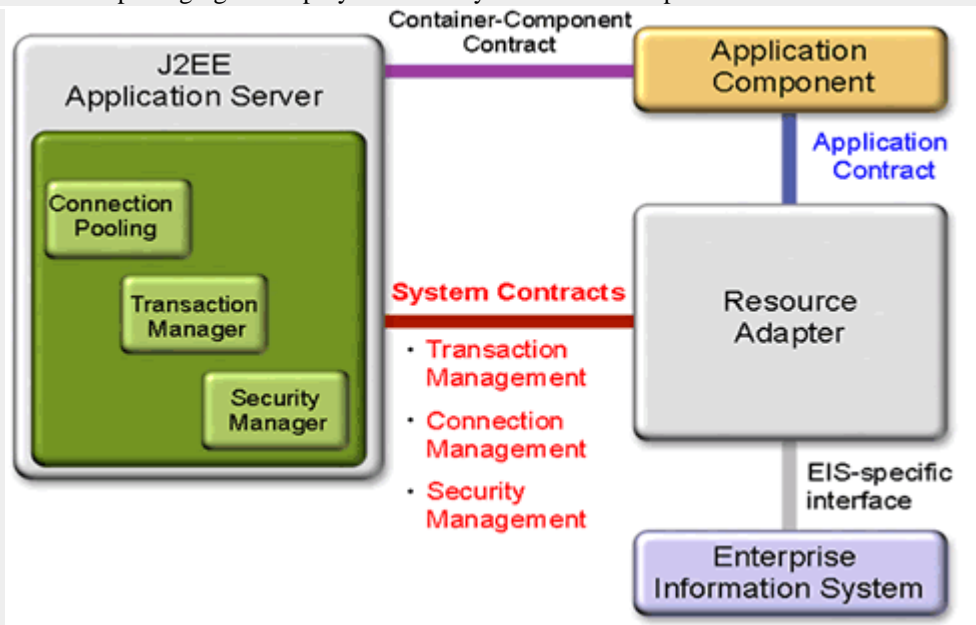 Container-Component
Contract
J2EE
Application Server
Connection
Pooling
Transaction
Manager
Security
Manager
System Contracts
· Transaction
Management
· Connection
Management
· Security
Management
Application
Component
Application
Contract
Resource
Adapter
EIS-specific
interface
Enterprise
Information System